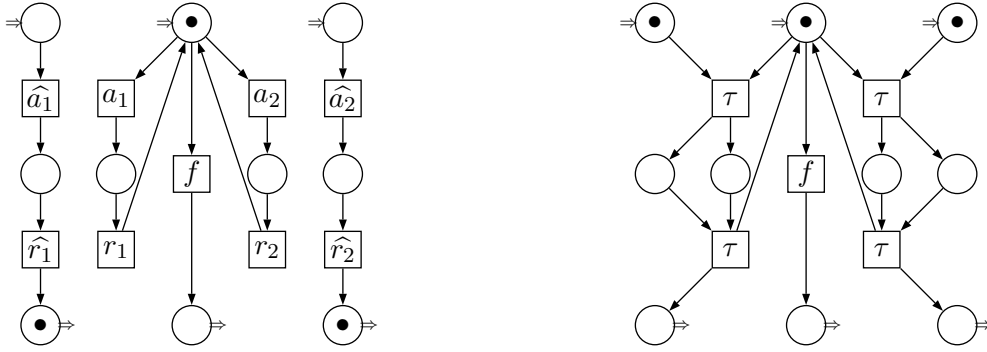 ⇒ ⇒ ⇒ ⇒ ⇒ ⇒
â₁ a₁ a₂ â₂ τ τ
f f
r̂₁ r₁ r₂ r̂₂ τ τ
⇒ ⇒ ⇒ ⇒ ⇒ ⇒